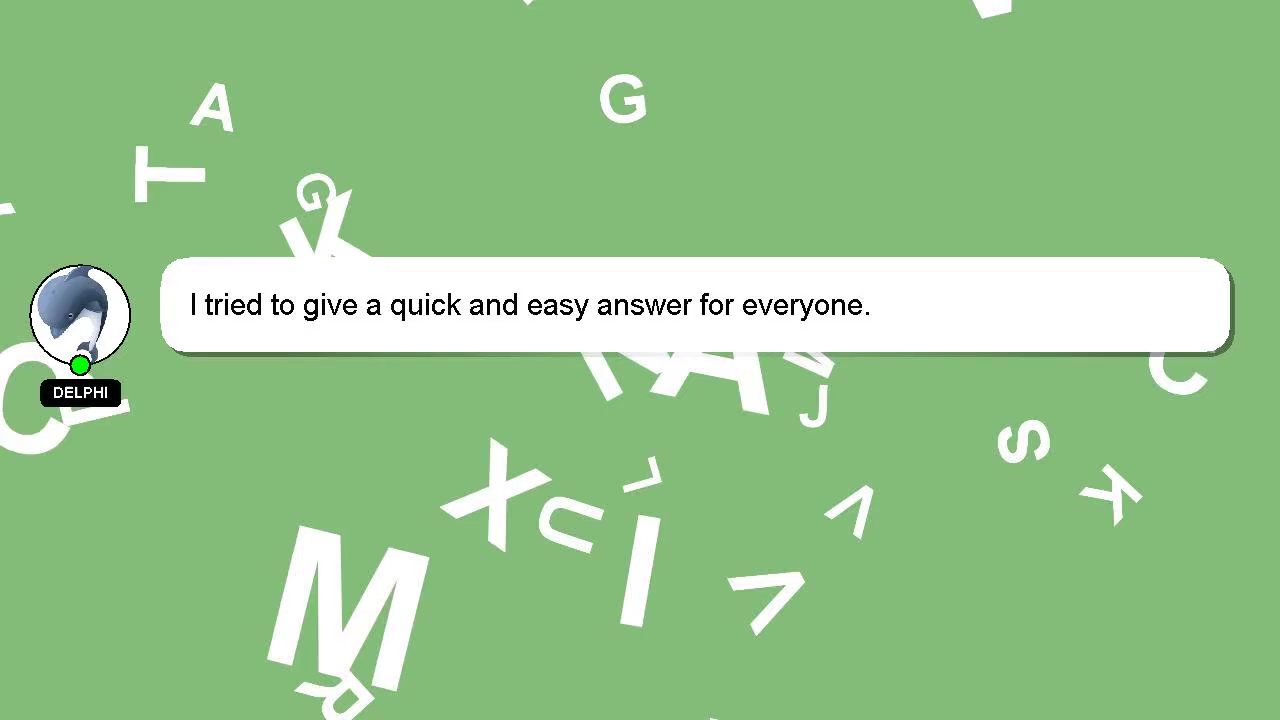 A
G
T
G
K
I tried to give a quick and easy answer for everyone.
DELPHI
C
A
J
C
S
K
X
U
L
I
V
V
M
R